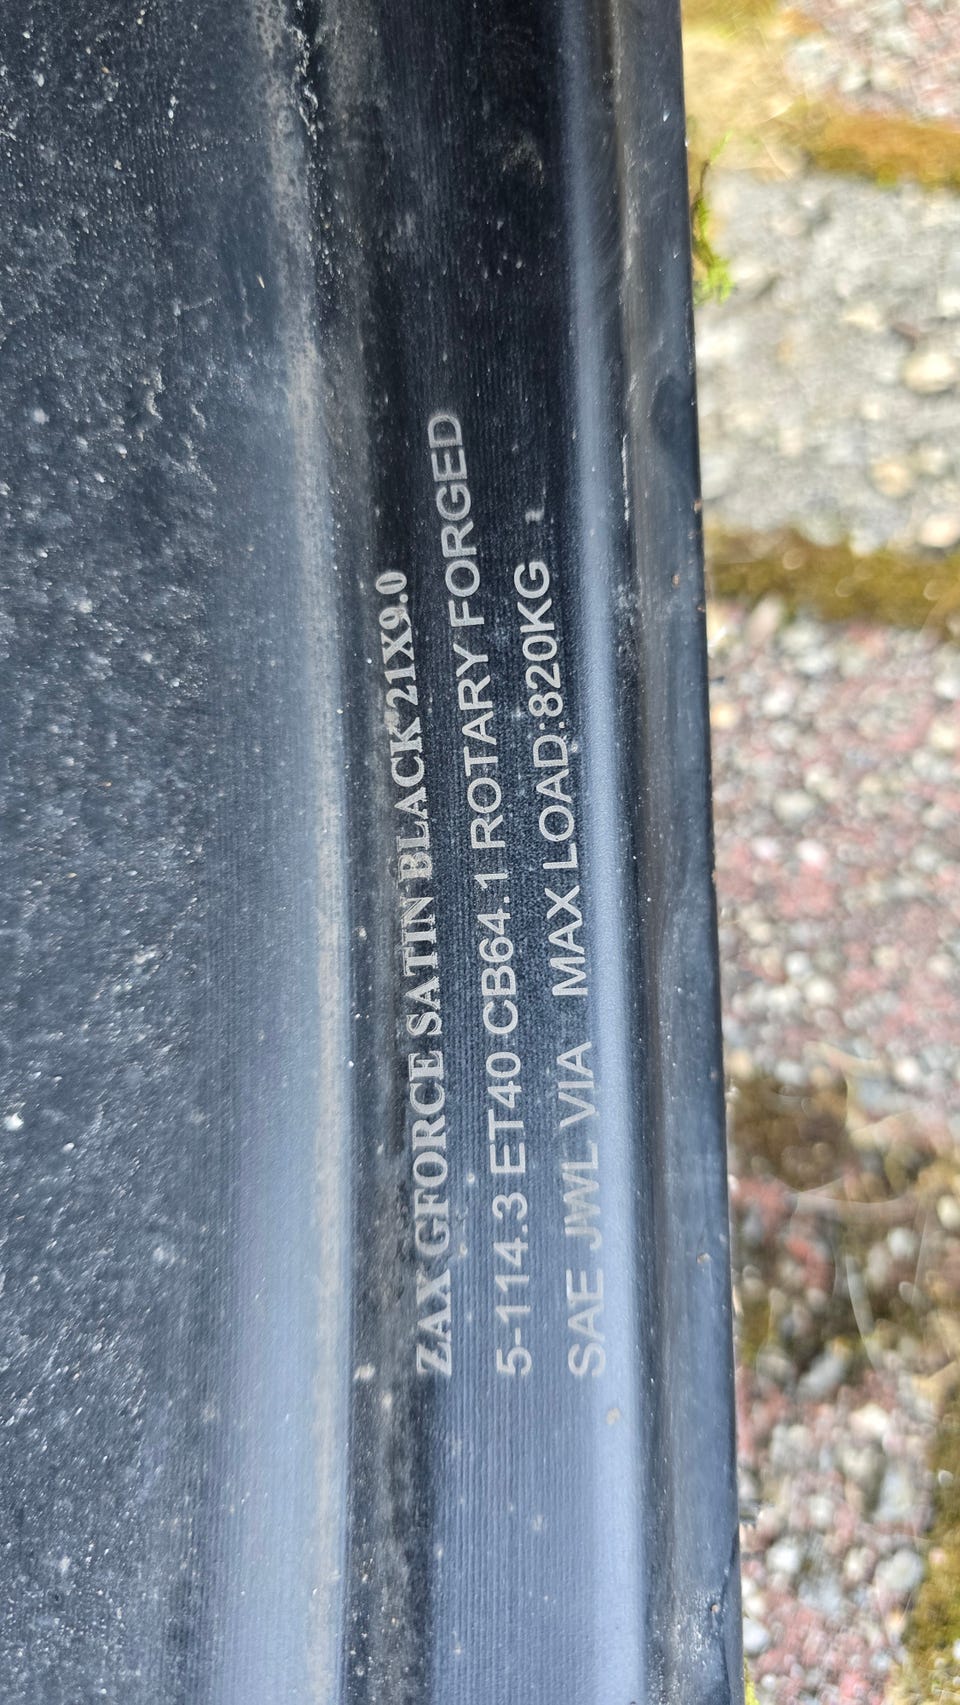 ZAX GFORCE SATIN BLACK 21X9.0
5-114.3 ET40 CB64.1 ROTARY FORGED
SAE JWL VIA MAX LOAD:820KG